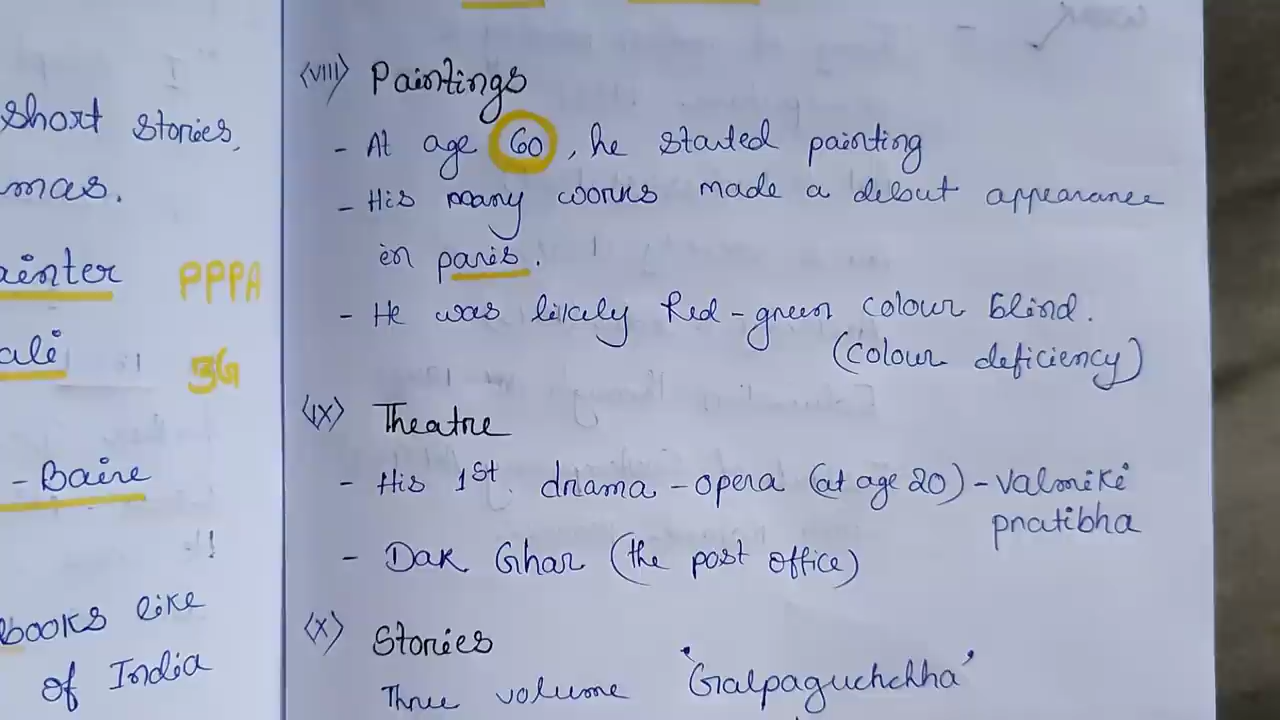 short stories,
mas.
ainter PPPA
ali 3G
- Baire
books like
of India
(VIII) Paintings
- At age 60, he started painting
- His many works made a debut appearance
in paris.
- He was likely Red-green colour blind.
(colour deficiency)
(IX) Theatre
- His 1st. drama - opera (at age 20) - valmiki
pratibha
- Dak Ghar (the post office)
(X) Stories
Three volume 'Galpaguchchha'